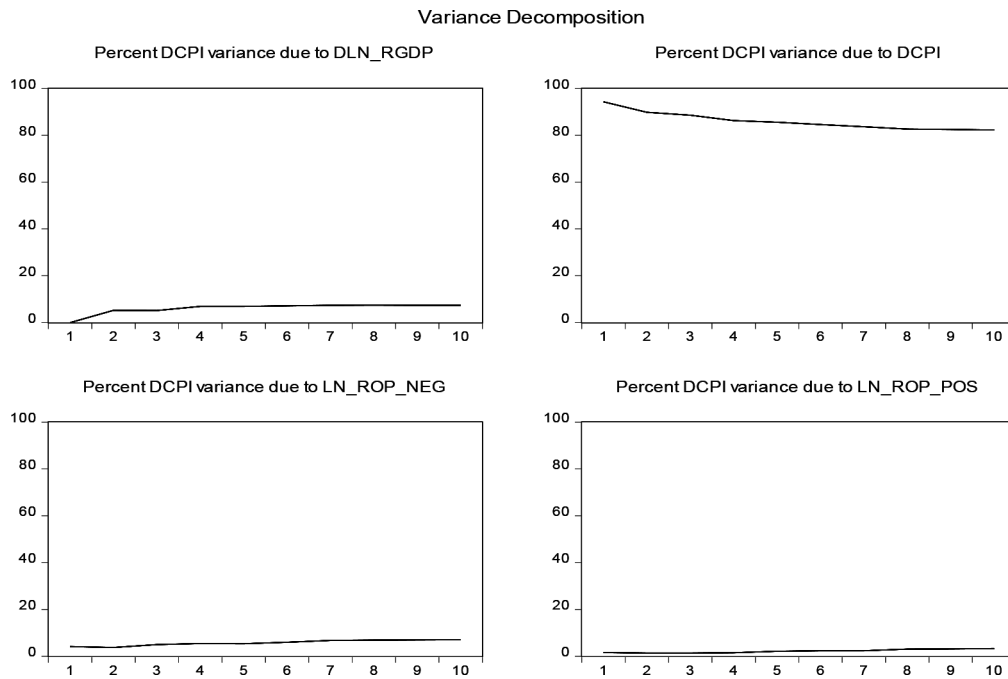 Variance Decomposition
Percent DCPI variance due to DLN_RGDP
100
80
60
40
20
0
1 2 3 4 5 6 7 8 9 10
Percent DCPI variance due to DCPI
100
80
60
40
20
0
1 2 3 4 5 6 7 8 9 10
Percent DCPI variance due to LN_ROP_NEG
100
80
60
40
20
0
1 2 3 4 5 6 7 8 9 10
Percent DCPI variance due to LN_ROP_POS
100
80
60
40
20
0
1 2 3 4 5 6 7 8 9 10